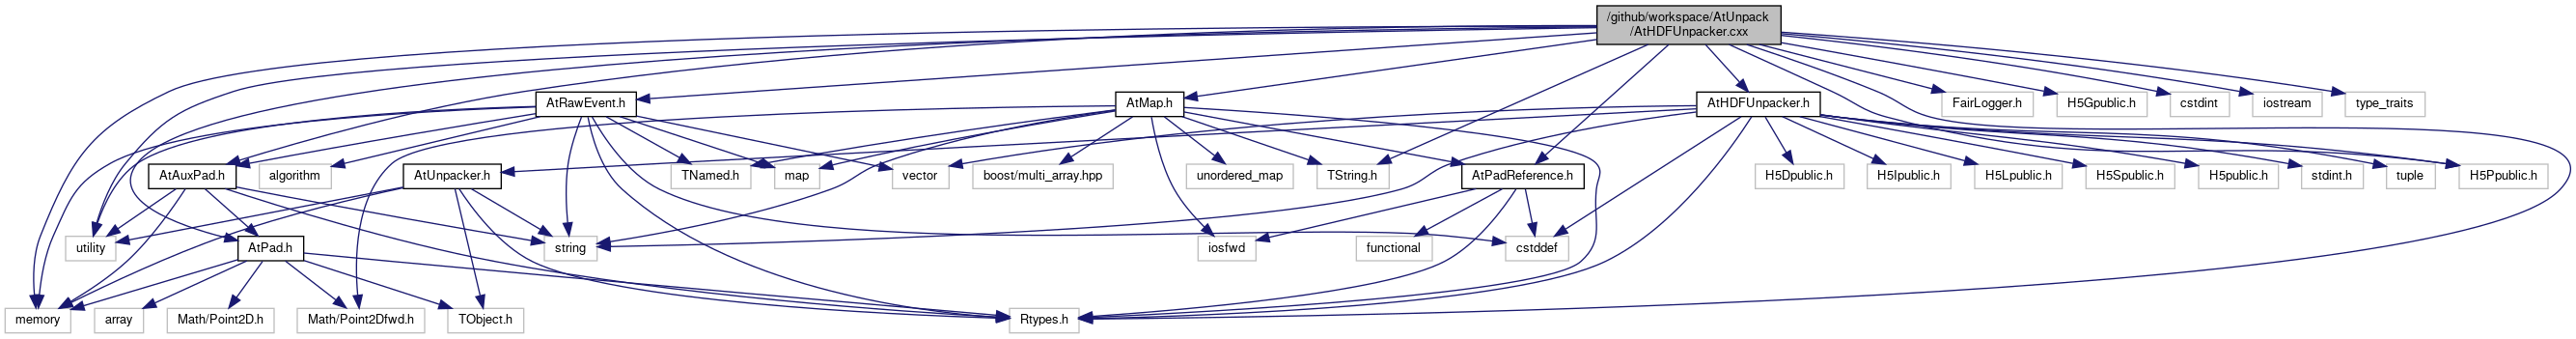 /github/workspace/AtUnpack
/AtHDFUnpacker.cxx
AtRawEvent.h
AtMap.h
AtHDFUnpacker.h
FairLogger.h
H5Gpublic.h
cstdint
iostream
type_traits
AtAuxPad.h
algorithm
AtUnpacker.h
TNamed.h
map
vector
boost/multi_array.hpp
unordered_map
TString.h
AtPadReference.h
H5Dpublic.h
H5Ipublic.h
H5Lpublic.h
H5Spublic.h
H5public.h
stdint.h
tuple
H5Ppublic.h
utility
AtPad.h
string
iosfwd
functional
cstddef
memory
array
Math/Point2D.h
Math/Point2Dfwd.h
TObject.h
Rtypes.h